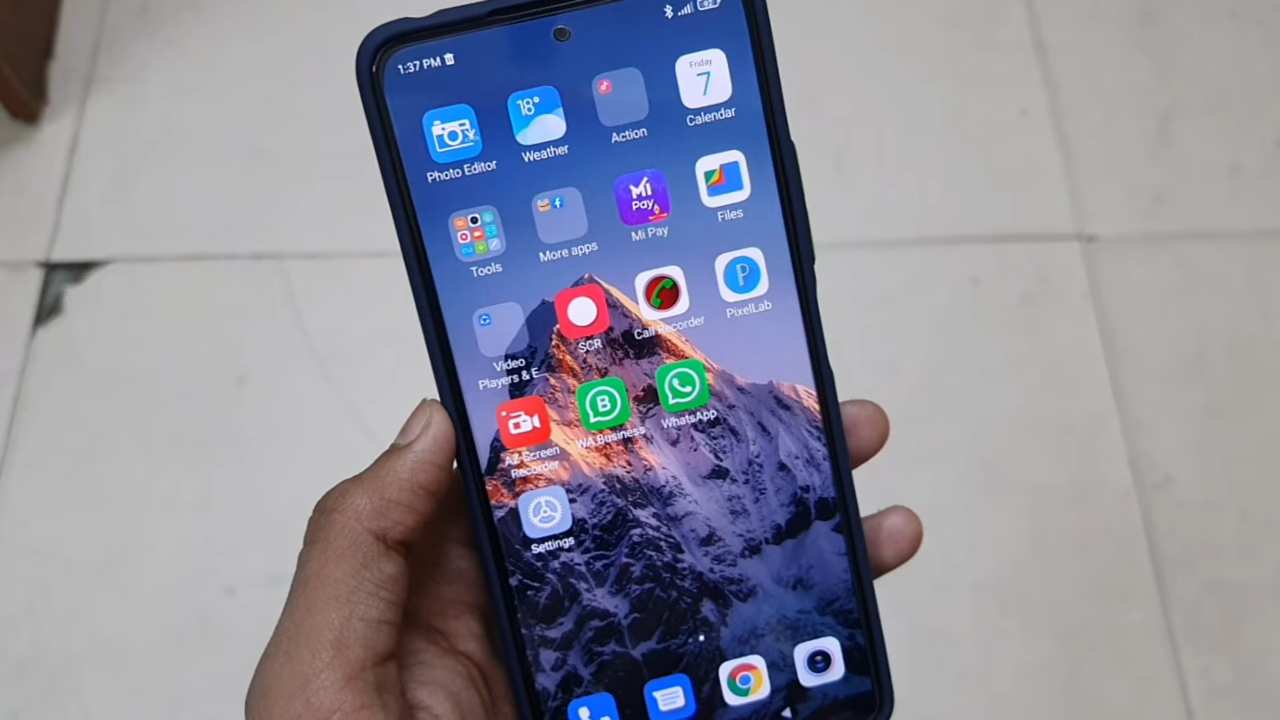 1:37 PM
92
Photo Editor
18°
Weather
Action
Friday
7
Calendar
Tools
More apps
Mi
Pay
Mi Pay
Files
Video
Players & E...
SCR
Call Recorder
P
PixelLab
AZ Screen
Recorder
B
WA Business
WhatsApp
Settings